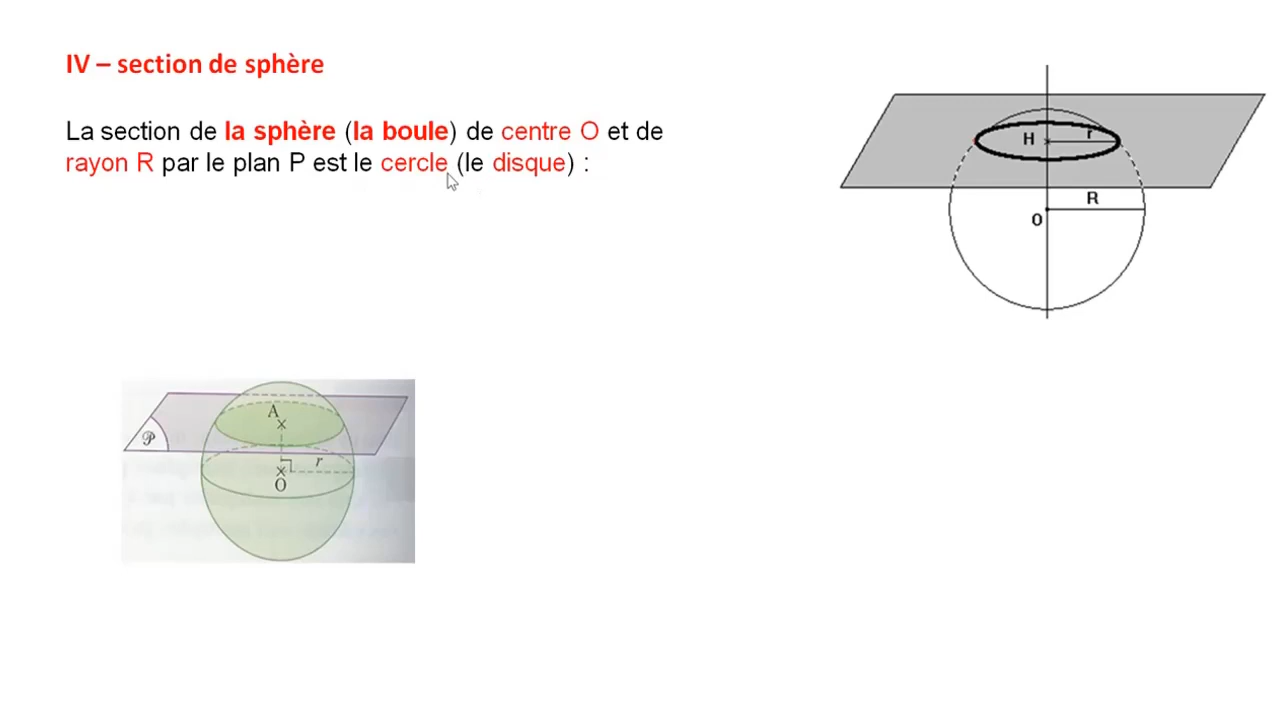 IV – section de sphère
La section de la sphère (la boule) de centre O et de
rayon R par le plan P est le cercle (le disque) :
H
r
R
O
A
𝒫
r
O